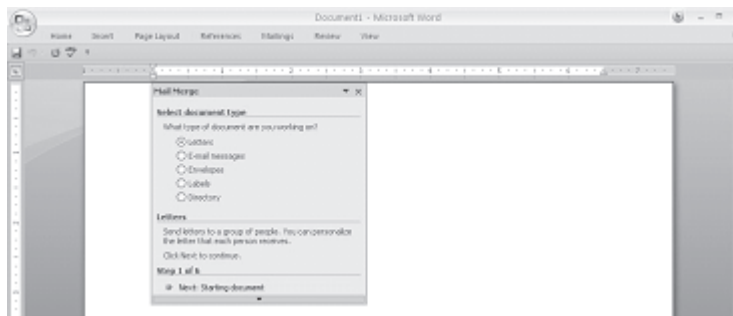 Document1 - Microsoft Word
Home Insert Page Layout References Mailings Review View
Mail Merge
Select document type
What type of document are you working on?
Letters
E-mail messages
Envelopes
Labels
Directory
Letters
Send letters to a group of people. You can personalize
the letter that each person receives.
Click Next to continue.
Step 1 of 6
Next: Starting document